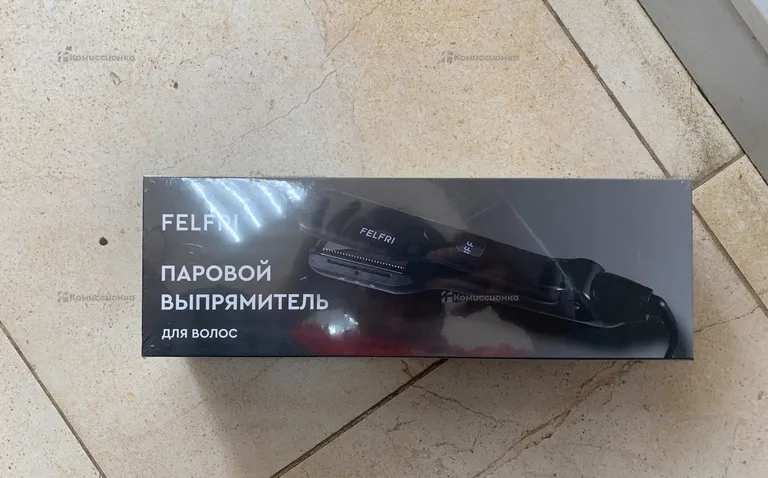 Комиссионка
Комиссионка
FELFRI
FELFRI
ПАРОВОЙ
ВЫПРЯМИТЕЛЬ
ДЛЯ ВОЛОС
Комиссионка
Комиссионка